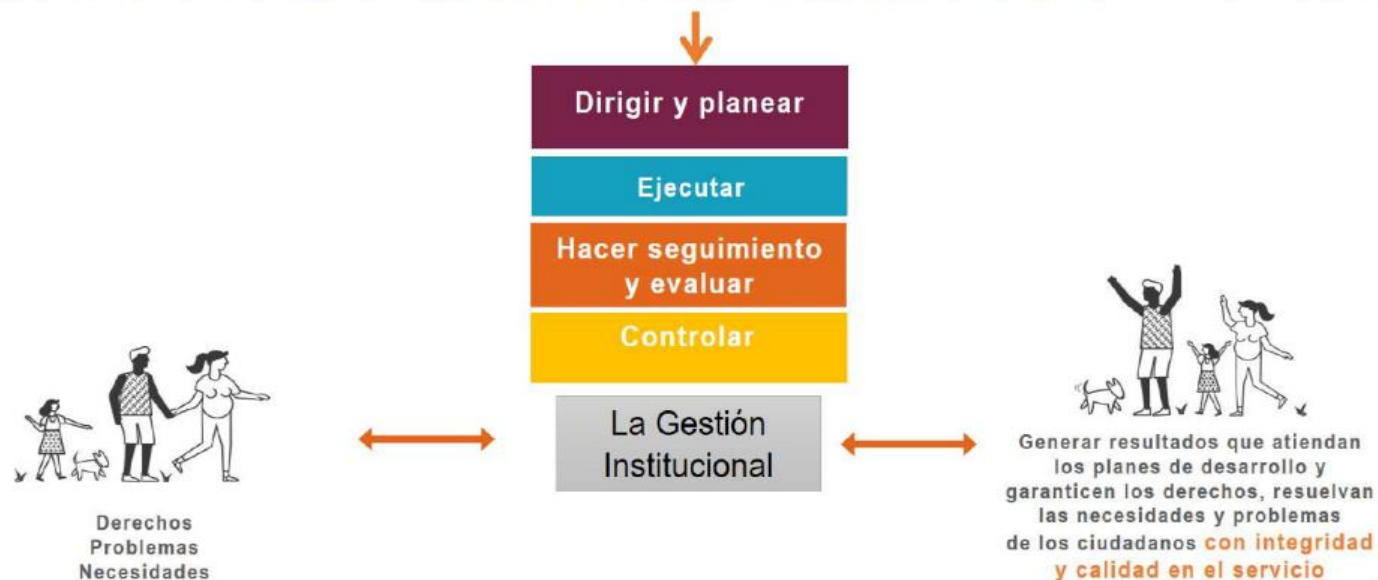 Dirigir y planear
Ejecutar
Hacer seguimiento
y evaluar
Controlar
La Gestión
Institucional
Derechos
Problemas
Necesidades
Generar resultados que atiendan
los planes de desarrollo y
garanticen los derechos, resuelvan
las necesidades y problemas
de los ciudadanos con integridad
y calidad en el servicio